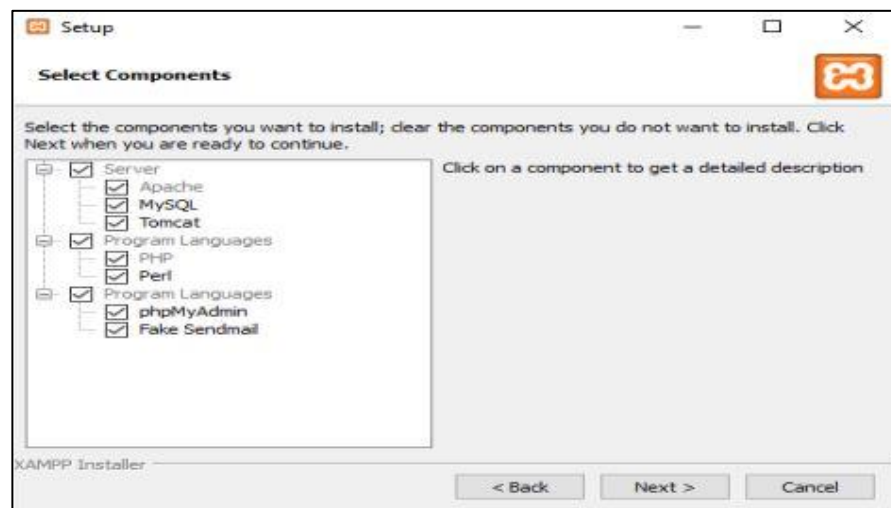 Setup
Select Components
Select the components you want to install; clear the components you do not want to install. Click
Next when you are ready to continue.
Click on a component to get a detailed description
Server
Apache
MySQL
Tomcat
Program Languages
PHP
Perl
Program Languages
phpMyAdmin
Fake Sendmail
XAMPP Installer
< Back
Next >
Cancel